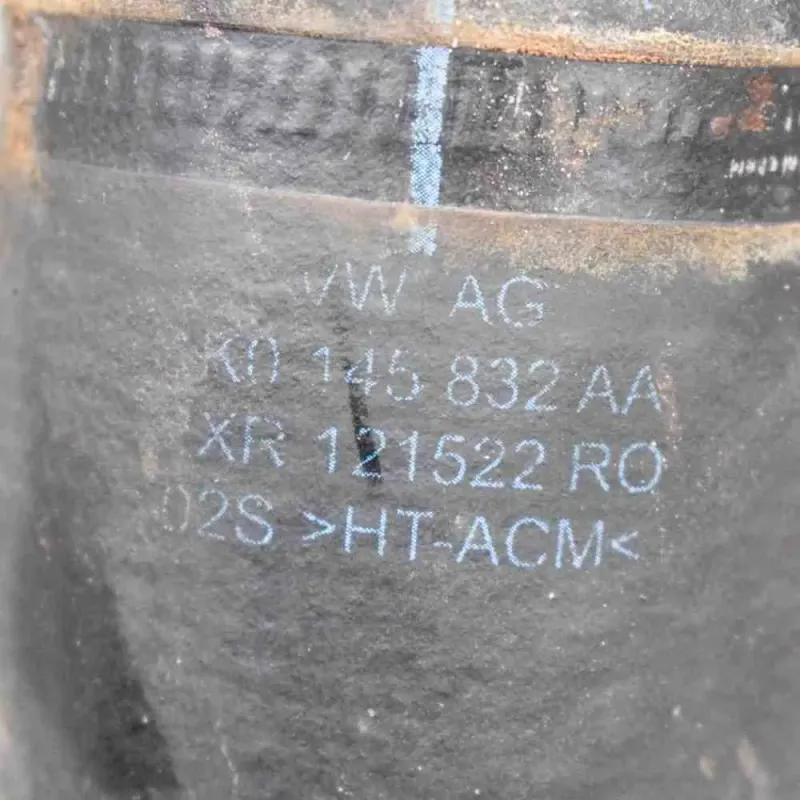 VW AG
K0 145 832 AA
XR 121522 RO
02S >HT-ACM<